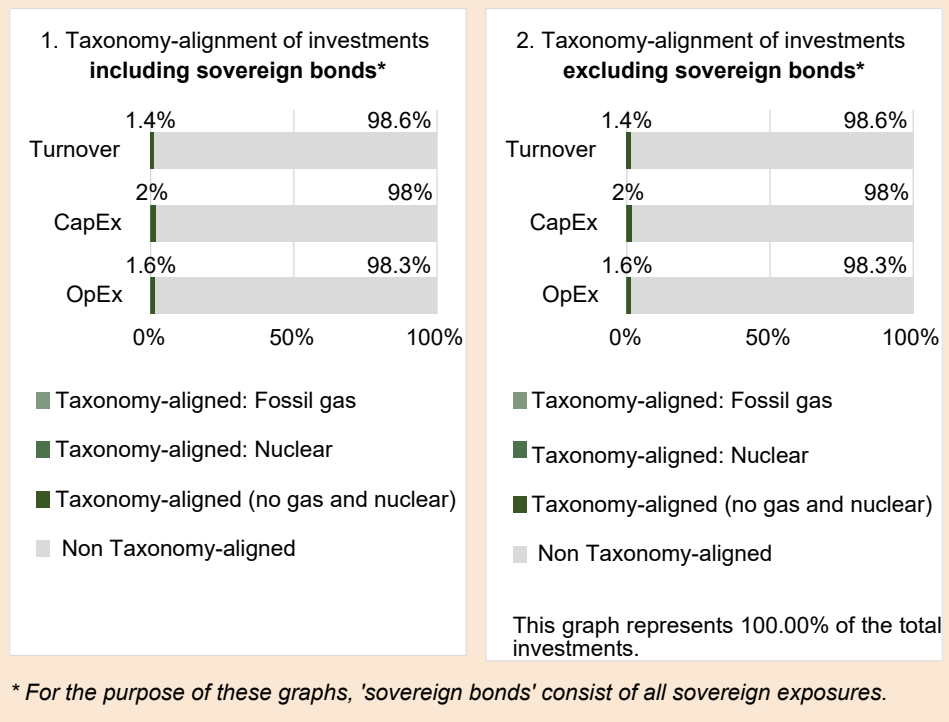 1. Taxonomy-alignment of investments
including sovereign bonds*
1.4% 98.6%
Turnover
2% 98%
CapEx
1.6% 98.3%
OpEx
0% 50% 100%
Taxonomy-aligned: Fossil gas
Taxonomy-aligned: Nuclear
Taxonomy-aligned (no gas and nuclear)
Non Taxonomy-aligned
2. Taxonomy-alignment of investments
excluding sovereign bonds*
1.4% 98.6%
Turnover
2% 98%
CapEx
1.6% 98.3%
OpEx
0% 50% 100%
Taxonomy-aligned: Fossil gas
Taxonomy-aligned: Nuclear
Taxonomy-aligned (no gas and nuclear)
Non Taxonomy-aligned
This graph represents 100.00% of the total
investments.
* For the purpose of these graphs, 'sovereign bonds' consist of all sovereign exposures.